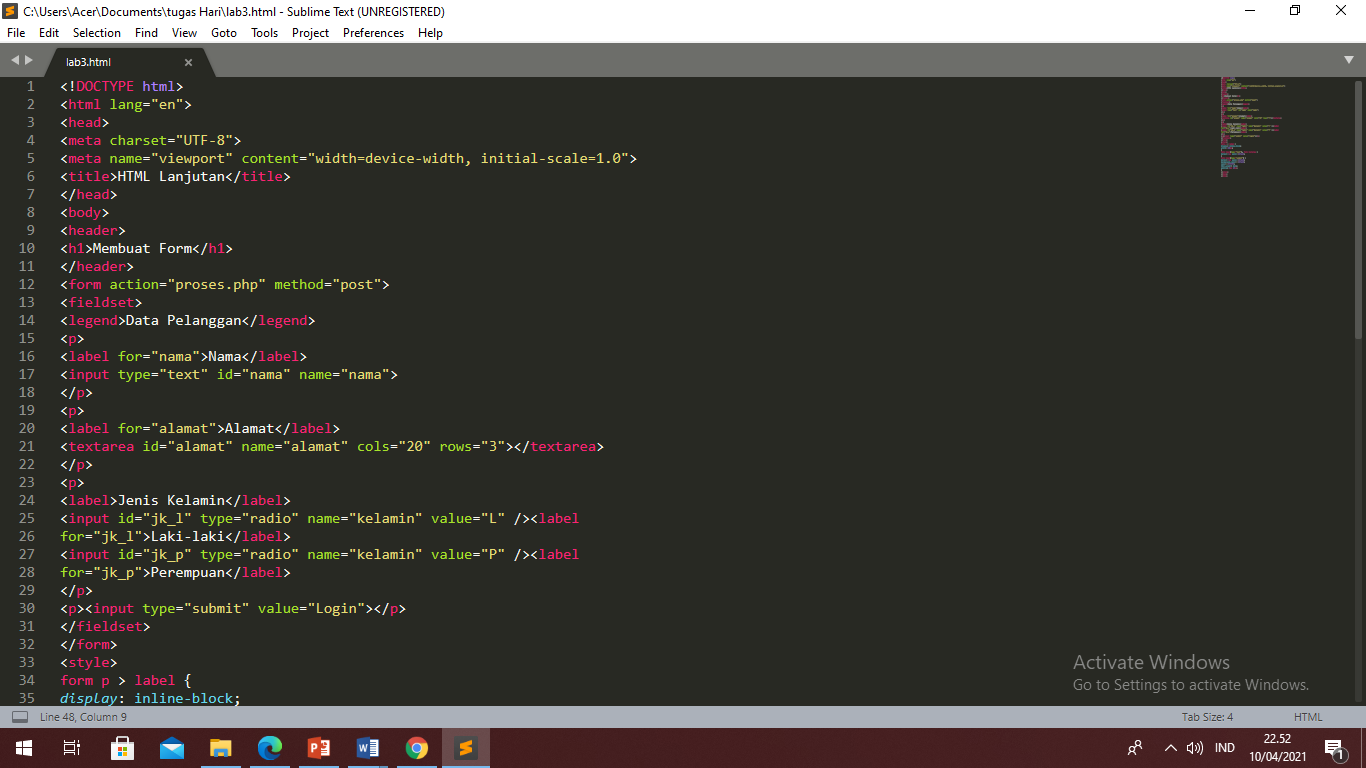 C:\Users\Acer\Documents\tugas Hari\lab3.html - Sublime Text (UNREGISTERED)
File Edit Selection Find View Goto Tools Project Preferences Help
lab3.html
1 <!DOCTYPE html>
2 <html lang="en">
3 <head>
4 <meta charset="UTF-8">
5 <meta name="viewport" content="width=device-width, initial-scale=1.0">
6 <title>HTML Lanjutan</title>
7 </head>
8 <body>
9 <header>
10 <h1>Membuat Form</h1>
11 </header>
12 <form action="proses.php" method="post">
13 <fieldset>
14 <legend>Data Pelanggan</legend>
15 <p>
16 <label for="nama">Nama</label>
17 <input type="text" id="nama" name="nama">
18 </p>
19 <p>
20 <label for="alamat">Alamat</label>
21 <textarea id="alamat" name="alamat" cols="20" rows="3"></textarea>
22 </p>
23 <p>
24 <label>Jenis Kelamin</label>
25 <input id="jk_l" type="radio" name="kelamin" value="L" /><label
26 for="jk_l">Laki-laki</label>
27 <input id="jk_p" type="radio" name="kelamin" value="P" /><label
28 for="jk_p">Perempuan</label>
29 </p>
30 <p><input type="submit" value="Login"></p>
31 </fieldset>
32 </form>
33 <style>
34 form p > label {
35 display: inline-block;
Activate Windows
Go to Settings to activate Windows.
Line 48, Column 9
Tab Size: 4
HTML
IND
22.52
10/04/2021
1